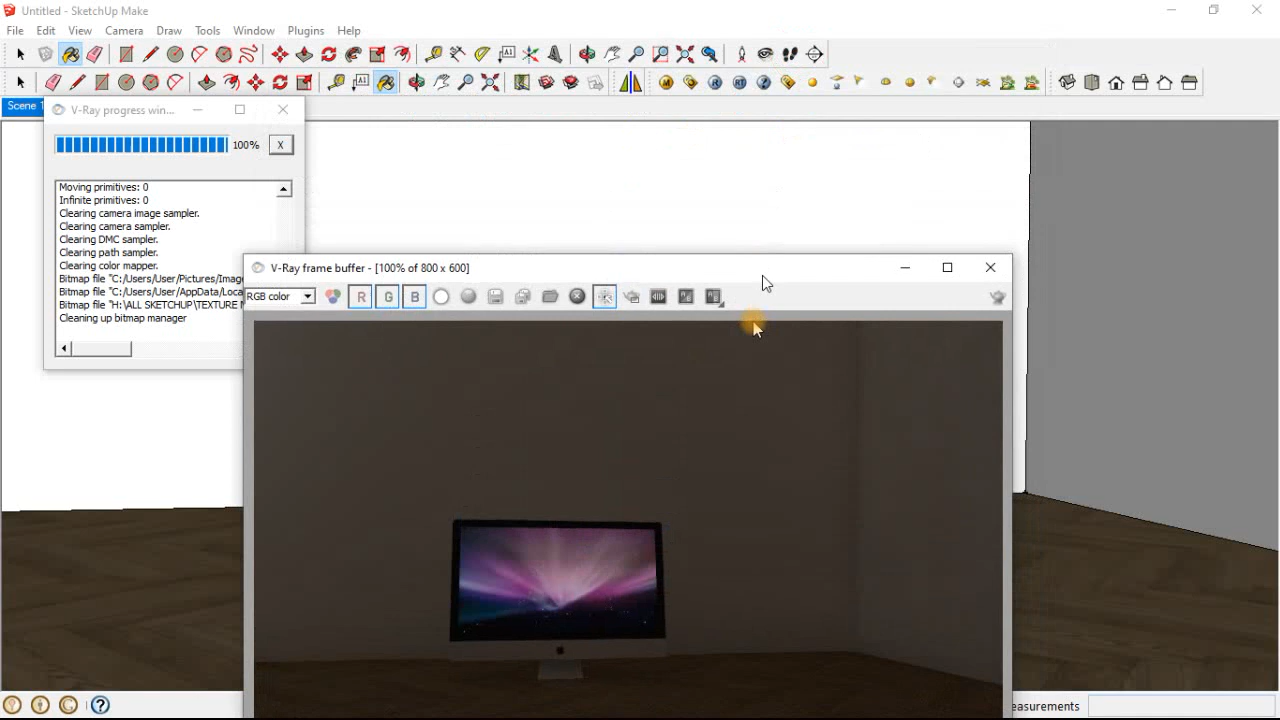 Untitled - SketchUp Make
File Edit View Camera Draw Tools Window Plugins Help
Scene 1
V-Ray progress win...
100%
X
Moving primitives: 0
Infinite primitives: 0
Clearing camera image sampler.
Clearing camera sampler.
Clearing DMC sampler.
Clearing path sampler.
Clearing color mapper.
Bitmap file "C:/Users/User/Pictures/Image
Bitmap file "C:/Users/User/AppData/Loca
Bitmap file "H:\ALL SKETCHUP\TEXTURE
Cleaning up bitmap manager
V-Ray frame buffer - [100% of 800 x 600]
RGB color
R G B
easurements